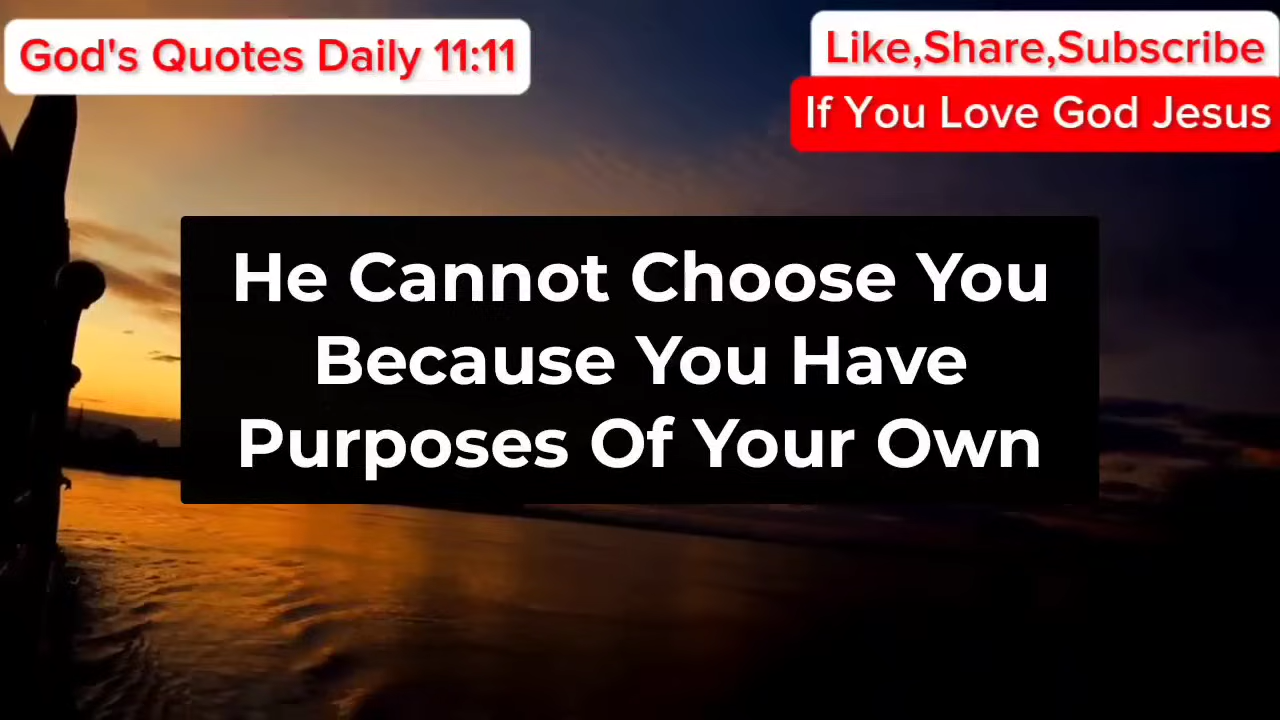 God's Quotes Daily 11:11
Like,Share,Subscribe
If You Love God Jesus
He Cannot Choose You
Because You Have
Purposes Of Your Own